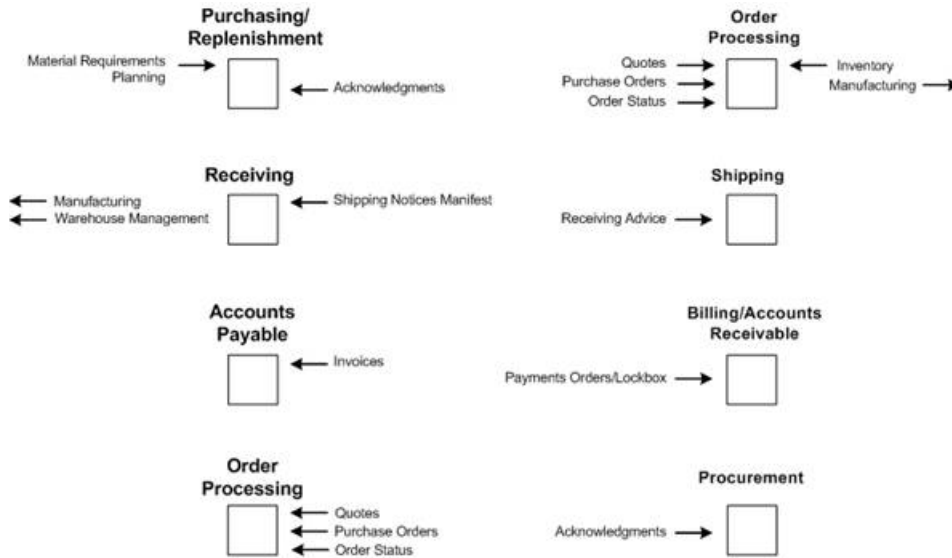 Purchasing/
Replenishment
Material Requirements
Planning
Acknowledgments
Order
Processing
Quotes
Purchase Orders
Order Status
Inventory
Manufacturing
Receiving
Manufacturing
Warehouse Management
Shipping Notices Manifest
Shipping
Receiving Advice
Accounts
Payable
Invoices
Billing/Accounts
Receivable
Payments Orders/Lockbox
Order
Processing
Quotes
Purchase Orders
Order Status
Procurement
Acknowledgments